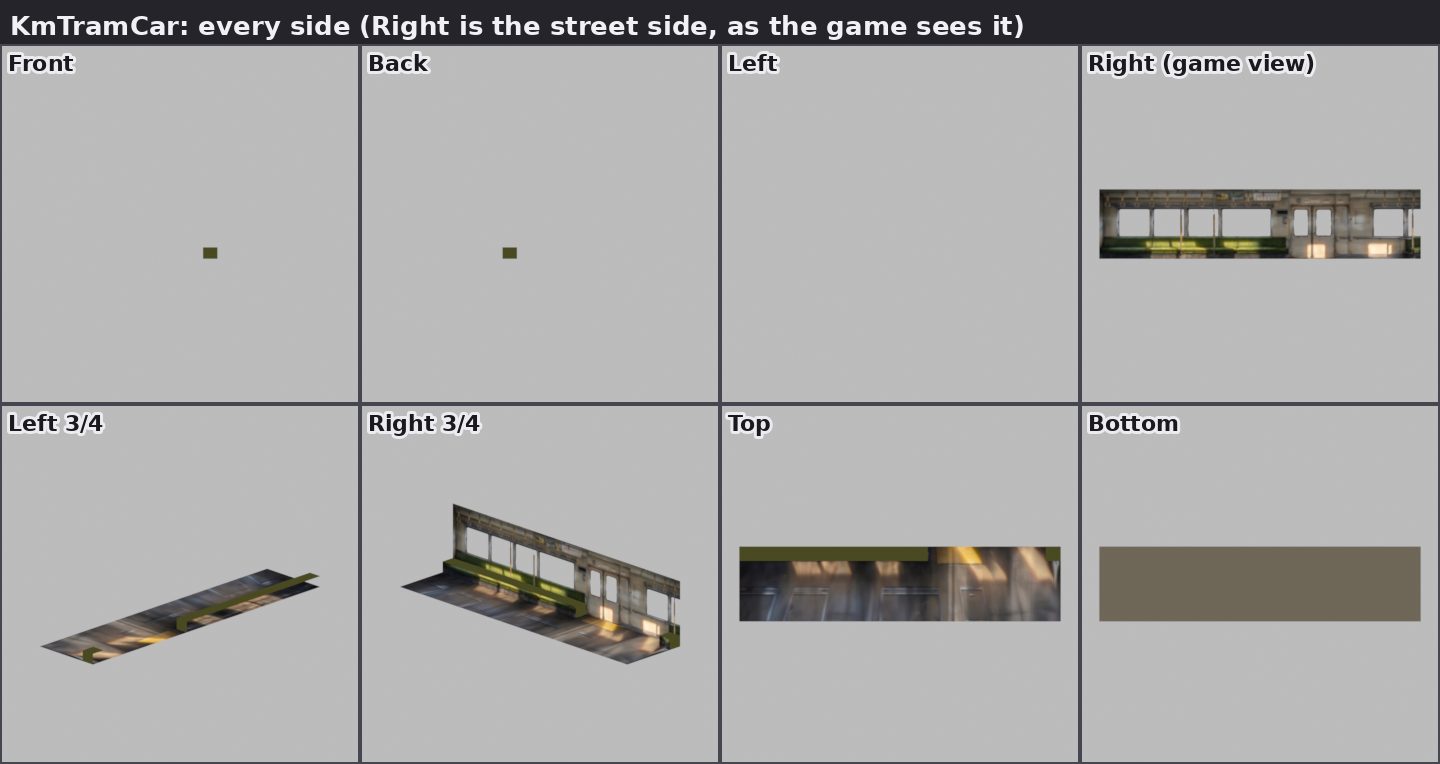 KmTramCar: every side (Right is the street side, as the game sees it)
Front
Back
Left
Right (game view)
Left 3/4
Right 3/4
Top
Bottom